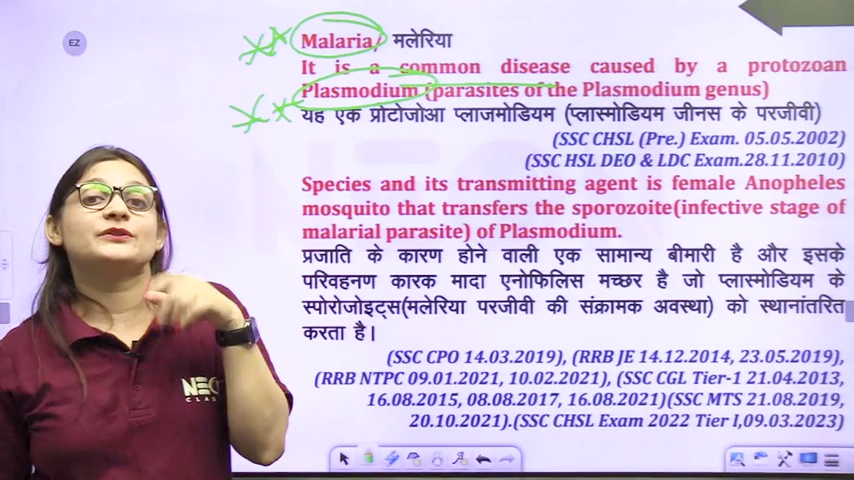 EZ
Malaria/ मलेरिया
It is a common disease caused by a protozoan
Plasmodium (parasites of the Plasmodium genus)
यह एक प्रोटोजोआ प्लाजमोडियम (प्लास्मोडियम जीनस के परजीवी)
(SSC CHSL (Pre.) Exam. 05.05.2002)
(SSC HSL DEO & LDC Exam.28.11.2010)
Species and its transmitting agent is female Anopheles
mosquito that transfers the sporozoite(infective stage of
malarial parasite) of Plasmodium.
प्रजाति के कारण होने वाली एक सामान्य बीमारी है और इसके
परिवहनण कारक मादा एनोफिलिस मच्छर है जो प्लास्मोडियम के
स्पोरोजोइट्स(मलेरिया परजीवी की संक्रामक अवस्था) को स्थानांतरित
करता है।
(SSC CPO 14.03.2019), (RRB JE 14.12.2014, 23.05.2019),
(RRB NTPC 09.01.2021, 10.02.2021), (SSC CGL Tier-1 21.04.2013,
16.08.2015, 08.08.2017, 16.08.2021)(SSC MTS 21.08.2019,
20.10.2021).(SSC CHSL Exam 2022 Tier I,09.03.2023)
NEON
CLASSES